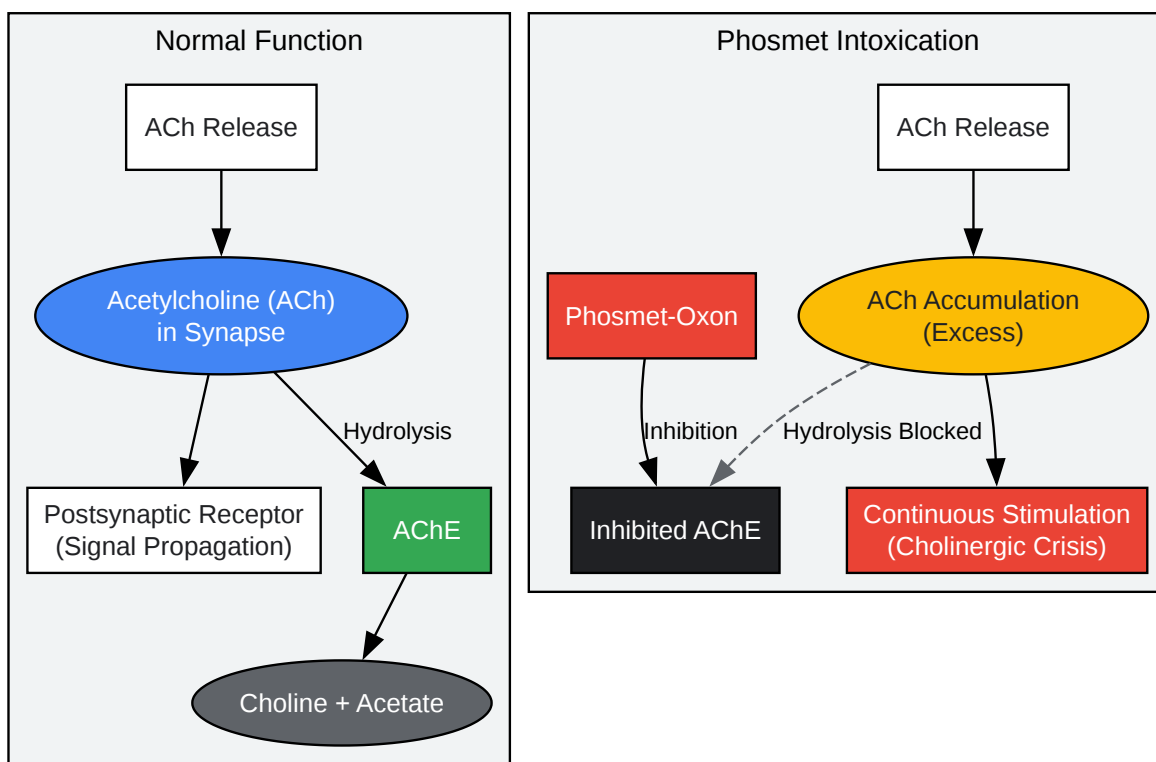 Normal Function
ACh Release
Acetylcholine (ACh)
in Synapse
Hydrolysis
Postsynaptic Receptor
(Signal Propagation)
AChE
Choline + Acetate
Phosmet Intoxication
ACh Release
Phosmet-Oxon
ACh Accumulation
(Excess)
Inhibition
Hydrolysis Blocked
Inhibited AChE
Continuous Stimulation
(Cholinergic Crisis)